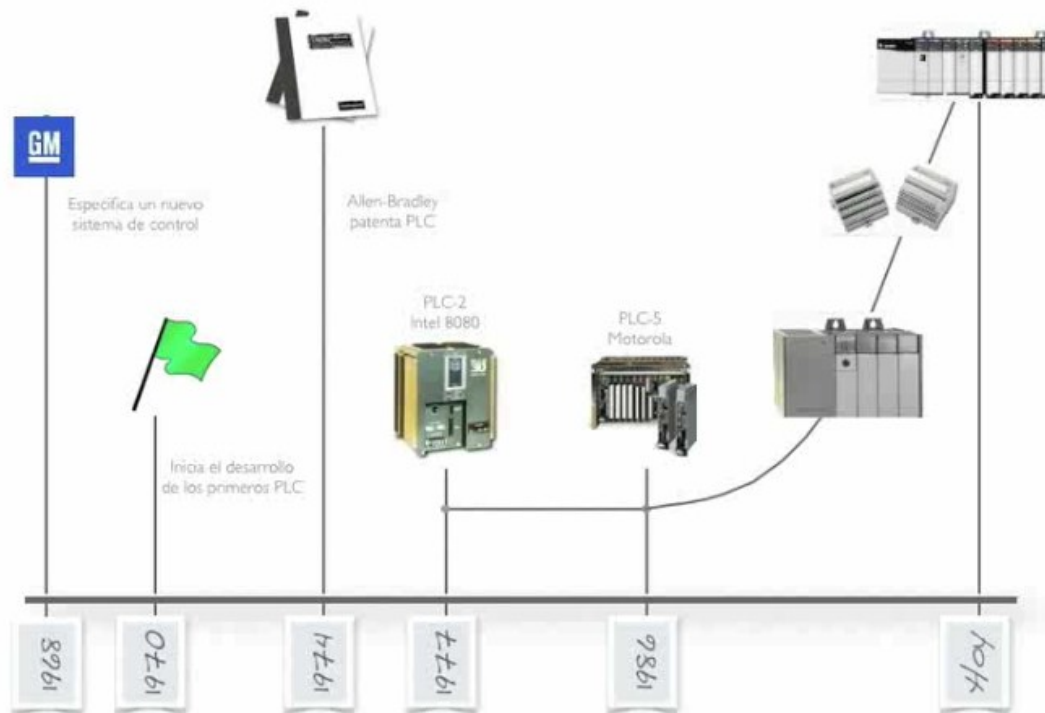 GM
Especifica un nuevo
sistema de control
Inicia el desarrollo
de los primeros PLC
Allen-Bradley
patenta PLC
PLC-2
Intel 8080
PLC-5
Motorola
1968
1970
1974
1977
1986
Hoy